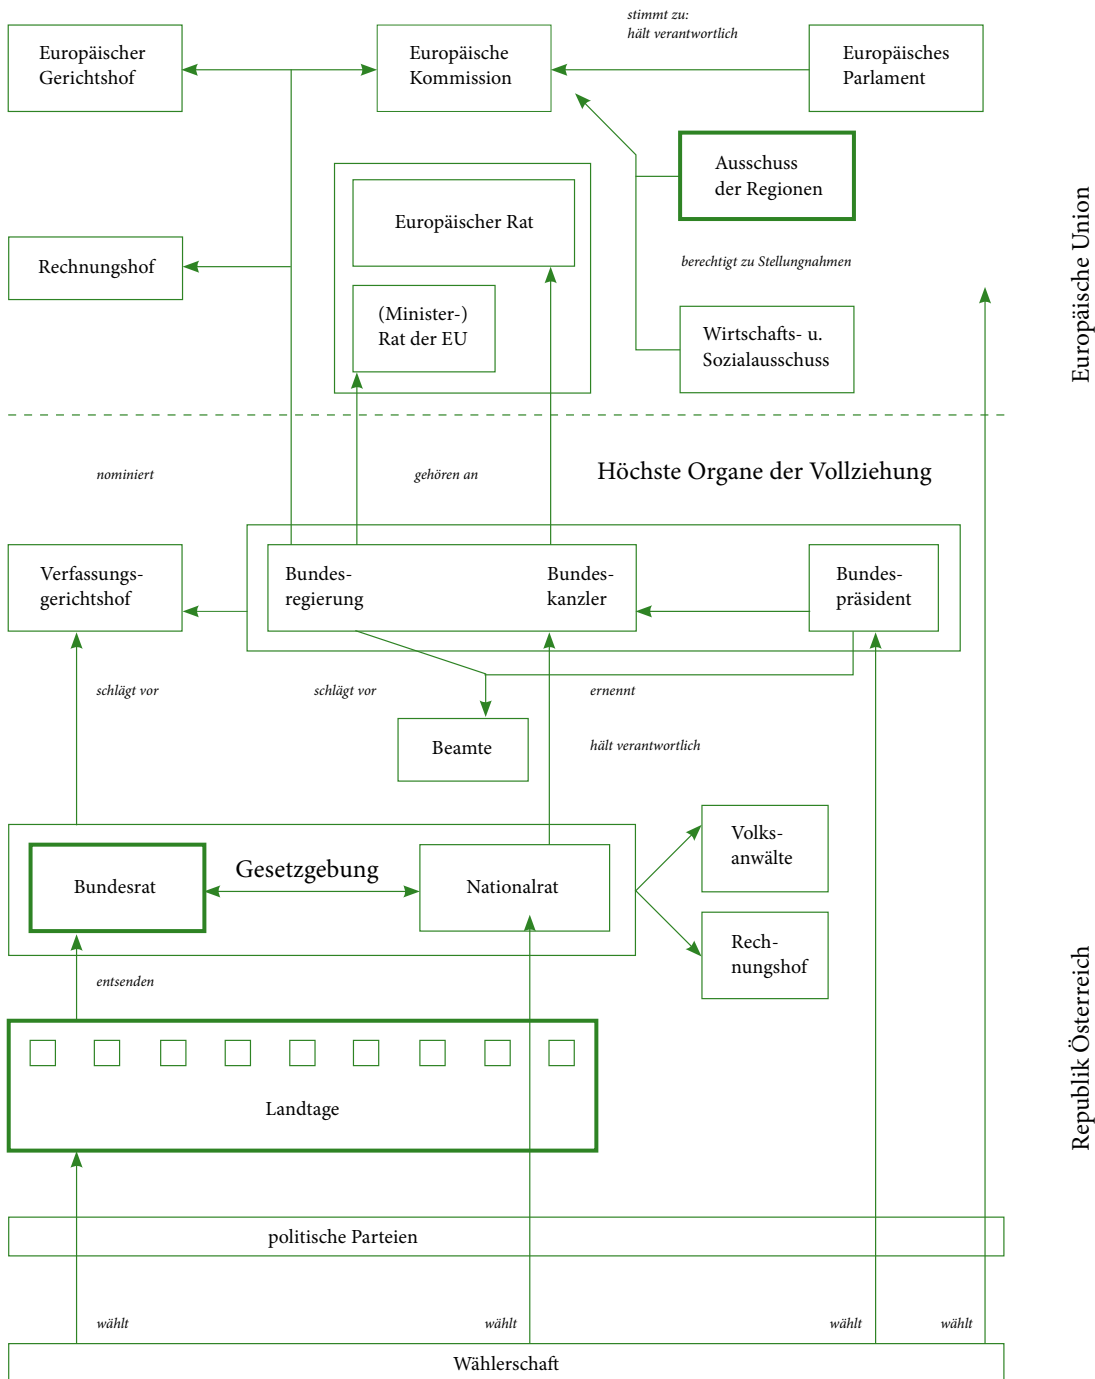 stimmt zu:
hält verantwortlich
Europäischer
Gerichtshof
Europäische
Kommission
Europäisches
Parlament
Ausschuss
der Regionen
Europäischer Rat
Rechnungshof
berechtigt zu Stellungnahmen
(Minister-)
Rat der EU
Wirtschafts- u.
Sozialausschuss
Europäische Union
nominiert
gehören an
Höchste Organe der Vollziehung
Verfassungs-
gerichtshof
Bundes-
regierung
Bundes-
kanzler
Bundes-
präsident
schlägt vor
schlägt vor
ernennt
Beamte
hält verantwortlich
Volks-
anwälte
Gesetzgebung
Bundesrat
Nationalrat
Rech-
nungshof
entsenden
Landtage
Republik Österreich
politische Parteien
wählt
wählt
wählt
wählt
Wählerschaft